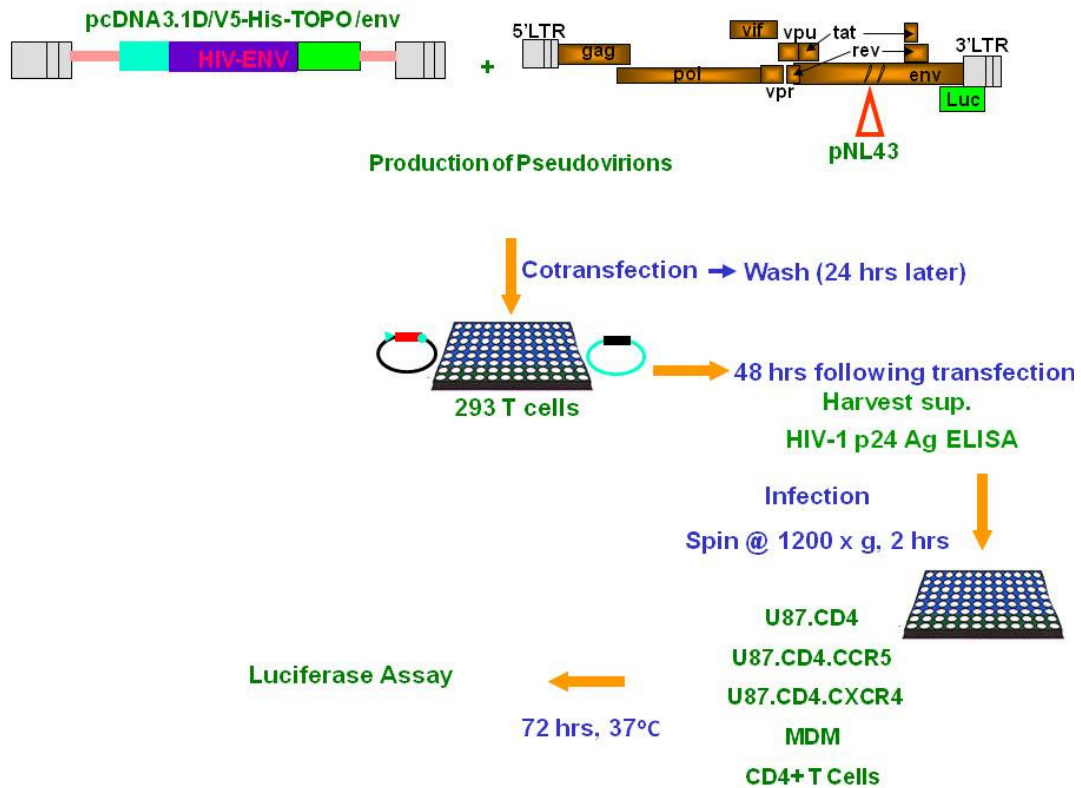 pcDNA3.1D/V5-His-TOPO/env
HIV-ENV
+
5'LTR
gag
pol
vif
vpu
tat
rev
vpr
env
3'LTR
Luc
pNL43
Production of Pseudovirions
Cotransfection → Wash (24 hrs later)
293 T cells
48 hrs following transfection
Harvest sup.
HIV-1 p24 Ag ELISA
Infection
Spin @ 1200 x g, 2 hrs
U87.CD4
U87.CD4.CCR5
U87.CD4.CXCR4
MDM
CD4+ T Cells
72 hrs, 37°C
Luciferase Assay